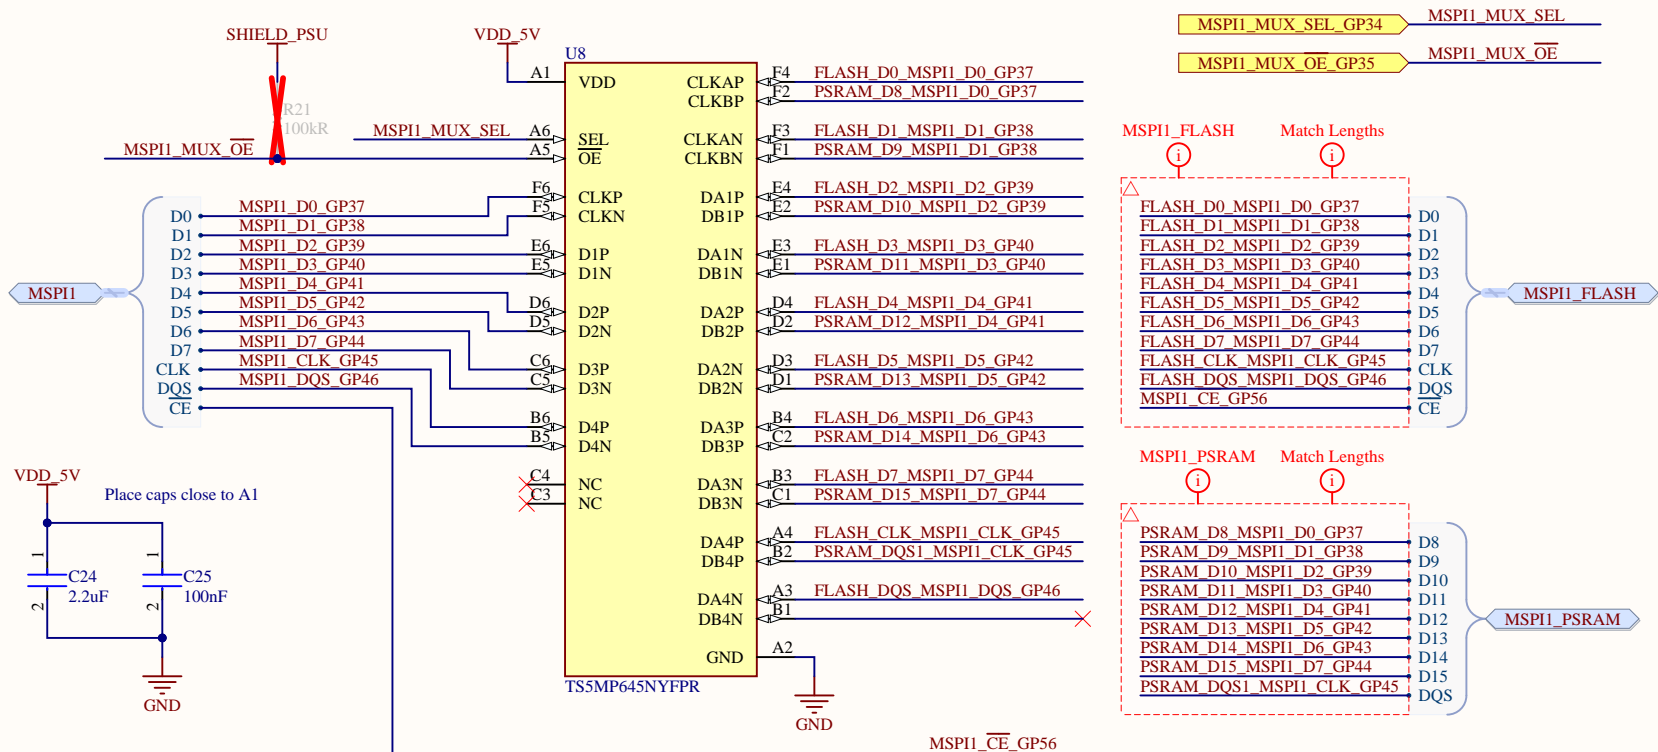 SHIELD_PSU
VDD_5V
U8
MSPI1_MUX_SEL_GP34 MSPI1_MUX_SEL
MSPI1_MUX_OE_GP35 MSPI1_MUX_OE
R21
100kR
MSPI1_MUX_SEL
MSPI1_MUX_OE
A1 VDD
A6 SEL
A5 OE
F6 CLKP
F5 CLKN
E6 D1P
E5 D1N
D6 D2P
D5 D2N
C6 D3P
C5 D3N
B6 D4P
B5 D4N
C4 NC
C3 NC
CLKAP F4 FLASH_D0_MSPI1_D0_GP37
CLKBP F2 PSRAM_D8_MSPI1_D0_GP37
CLKAN F3 FLASH_D1_MSPI1_D1_GP38
CLKBN F1 PSRAM_D9_MSPI1_D1_GP38
DA1P E4 FLASH_D2_MSPI1_D2_GP39
DB1P E2 PSRAM_D10_MSPI1_D2_GP39
DA1N E3 FLASH_D3_MSPI1_D3_GP40
DB1N E1 PSRAM_D11_MSPI1_D3_GP40
DA2P D4 FLASH_D4_MSPI1_D4_GP41
DB2P D2 PSRAM_D12_MSPI1_D4_GP41
DA2N D3 FLASH_D5_MSPI1_D5_GP42
DB2N D1 PSRAM_D13_MSPI1_D5_GP42
DA3P B4 FLASH_D6_MSPI1_D6_GP43
DB3P C2 PSRAM_D14_MSPI1_D6_GP43
DA3N B3 FLASH_D7_MSPI1_D7_GP44
DB3N C1 PSRAM_D15_MSPI1_D7_GP44
DA4P A4 FLASH_CLK_MSPI1_CLK_GP45
DB4P B2 PSRAM_DQS1_MSPI1_CLK_GP45
DA4N A3 FLASH_DQS_MSPI1_DQS_GP46
DB4N B1
GND A2
TS5MP645NYFPR
GND
MSPI1
D0 MSPI1_D0_GP37
D1 MSPI1_D1_GP38
D2 MSPI1_D2_GP39
D3 MSPI1_D3_GP40
D4 MSPI1_D4_GP41
D5 MSPI1_D5_GP42
D6 MSPI1_D6_GP43
D7 MSPI1_D7_GP44
CLK MSPI1_CLK_GP45
DQS MSPI1_DQS_GP46
CE
VDD_5V
Place caps close to A1
1 1
C24 C25
2.2uF 100nF
2 2
GND
MSPI1_FLASH Match Lengths
i i
FLASH_D0_MSPI1_D0_GP37 D0
FLASH_D1_MSPI1_D1_GP38 D1
FLASH_D2_MSPI1_D2_GP39 D2
FLASH_D3_MSPI1_D3_GP40 D3
FLASH_D4_MSPI1_D4_GP41 D4
FLASH_D5_MSPI1_D5_GP42 D5
FLASH_D6_MSPI1_D6_GP43 D6
FLASH_D7_MSPI1_D7_GP44 D7
FLASH_CLK_MSPI1_CLK_GP45 CLK
FLASH_DQS_MSPI1_DQS_GP46 DQS
MSPI1_CE_GP56 CE
MSPI1_FLASH
MSPI1_PSRAM Match Lengths
i i
PSRAM_D8_MSPI1_D0_GP37 D8
PSRAM_D9_MSPI1_D1_GP38 D9
PSRAM_D10_MSPI1_D2_GP39 D10
PSRAM_D11_MSPI1_D3_GP40 D11
PSRAM_D12_MSPI1_D4_GP41 D12
PSRAM_D13_MSPI1_D5_GP42 D13
PSRAM_D14_MSPI1_D6_GP43 D14
PSRAM_D15_MSPI1_D7_GP44 D15
PSRAM_DQS1_MSPI1_CLK_GP45 DQS
MSPI1_PSRAM
MSPI1_CE_GP56